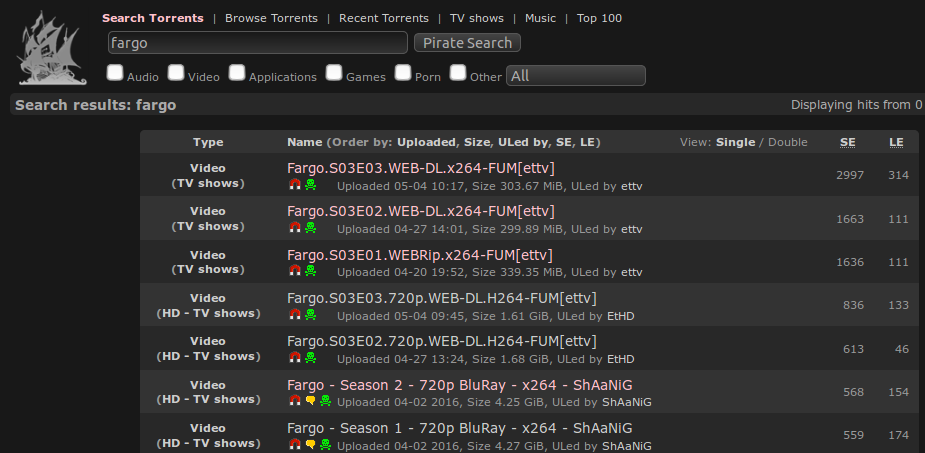 Search Torrents | Browse Torrents | Recent Torrents | TV shows | Music | Top 100
fargo Pirate Search
Audio Video Applications Games Porn Other All
Search results: fargo Displaying hits from 0
Type Name (Order by: Uploaded, Size, ULed by, SE, LE) View: Single / Double SE LE
Video Fargo.S03E03.WEB-DL.x264-FUM[ettv] 2997 314
(TV shows) Uploaded 05-04 10:17, Size 303.67 MiB, ULed by ettv
Video Fargo.S03E02.WEB-DL.x264-FUM[ettv] 1663 111
(TV shows) Uploaded 04-27 14:01, Size 299.89 MiB, ULed by ettv
Video Fargo.S03E01.WEBRip.x264-FUM[ettv] 1636 111
(TV shows) Uploaded 04-20 19:52, Size 339.35 MiB, ULed by ettv
Video Fargo.S03E03.720p.WEB-DL.H264-FUM[ettv] 836 133
(HD - TV shows) Uploaded 05-04 09:45, Size 1.61 GiB, ULed by EtHD
Video Fargo.S03E02.720p.WEB-DL.H264-FUM[ettv] 613 46
(HD - TV shows) Uploaded 04-27 13:24, Size 1.68 GiB, ULed by EtHD
Video Fargo - Season 2 - 720p BluRay - x264 - ShAaNiG 568 154
(HD - TV shows) Uploaded 04-02 2016, Size 4.25 GiB, ULed by ShAaNiG
Video Fargo - Season 1 - 720p BluRay - x264 - ShAaNiG 559 174
(HD - TV shows) Uploaded 04-02 2016, Size 4.27 GiB, ULed by ShAaNiG